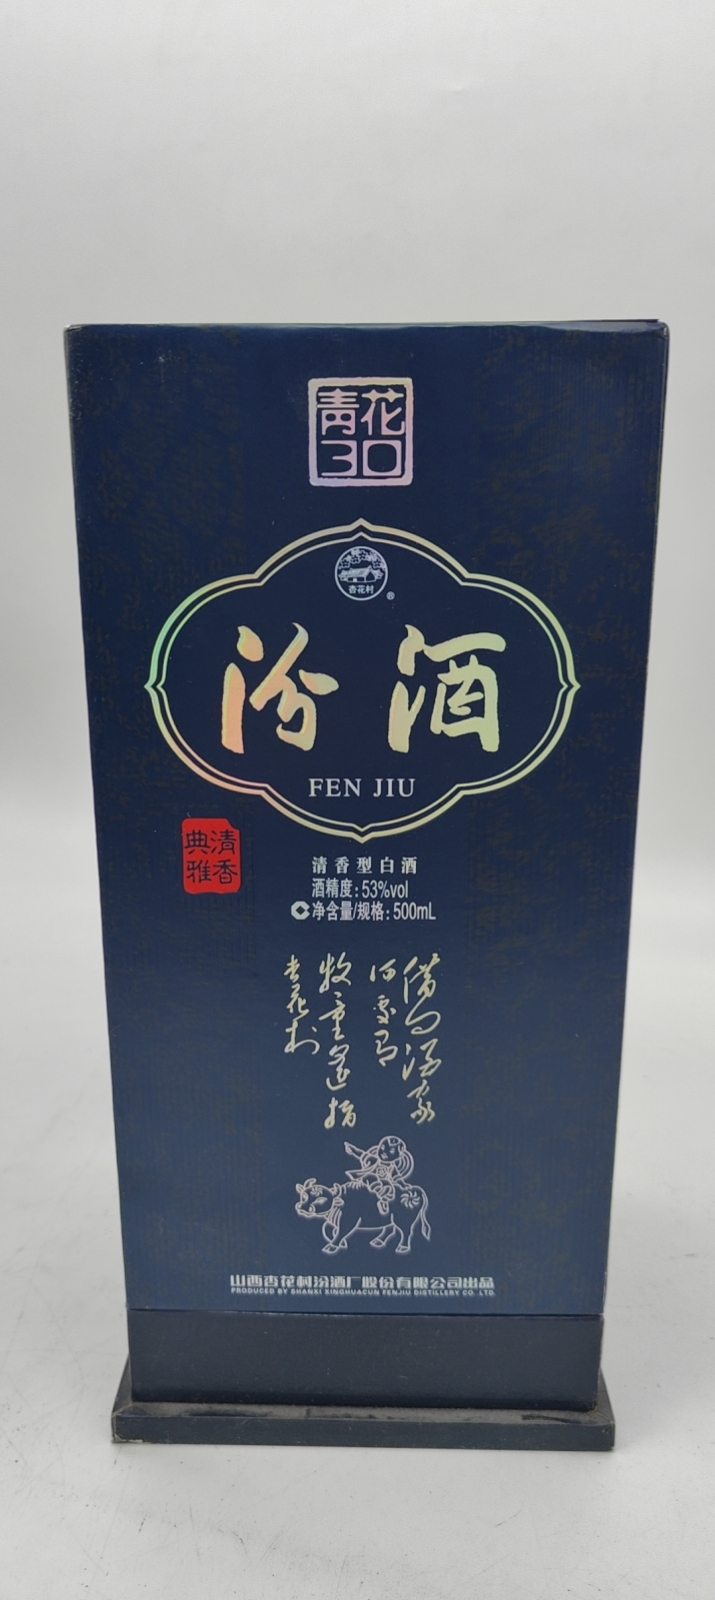 青花
30
杏花村
®
汾酒
FEN JIU
清香
典雅
清香型白酒
酒精度:53%vol
净含量/规格:500mL
借问酒家
何处有
牧童遥指
杏花村
山西杏花村汾酒厂股份有限公司出品
PRODUCED BY SHANXI XINGHUACUN FENJIU DISTILLERY CO.,LTD.